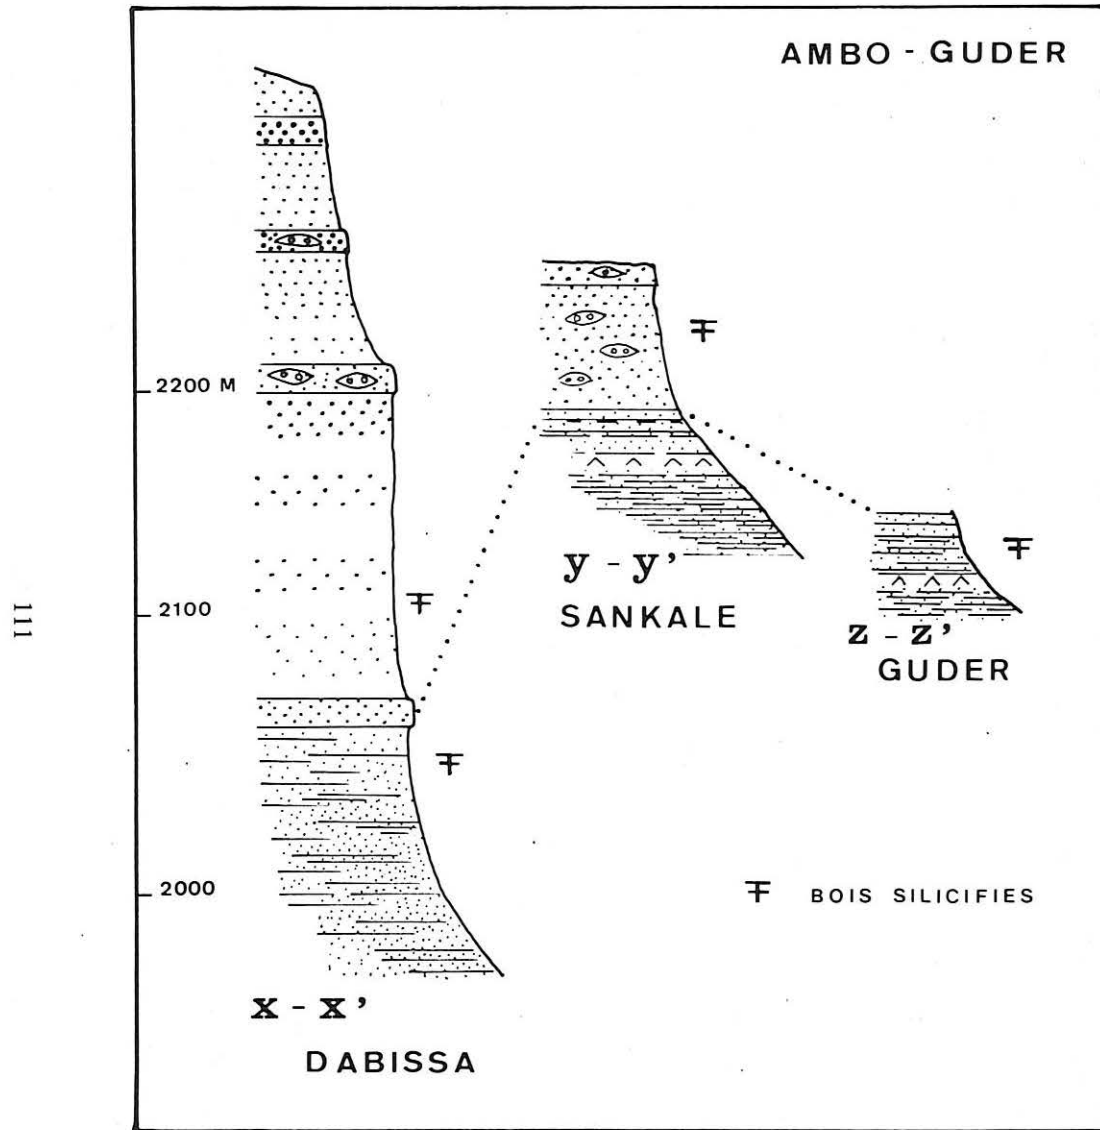 AMBO - GUDER
2200 M
2100
2000
y - y'
SANKALE
z - z'
GUDER
BOIS SILICIFIES
x - x'
DABISSA
111